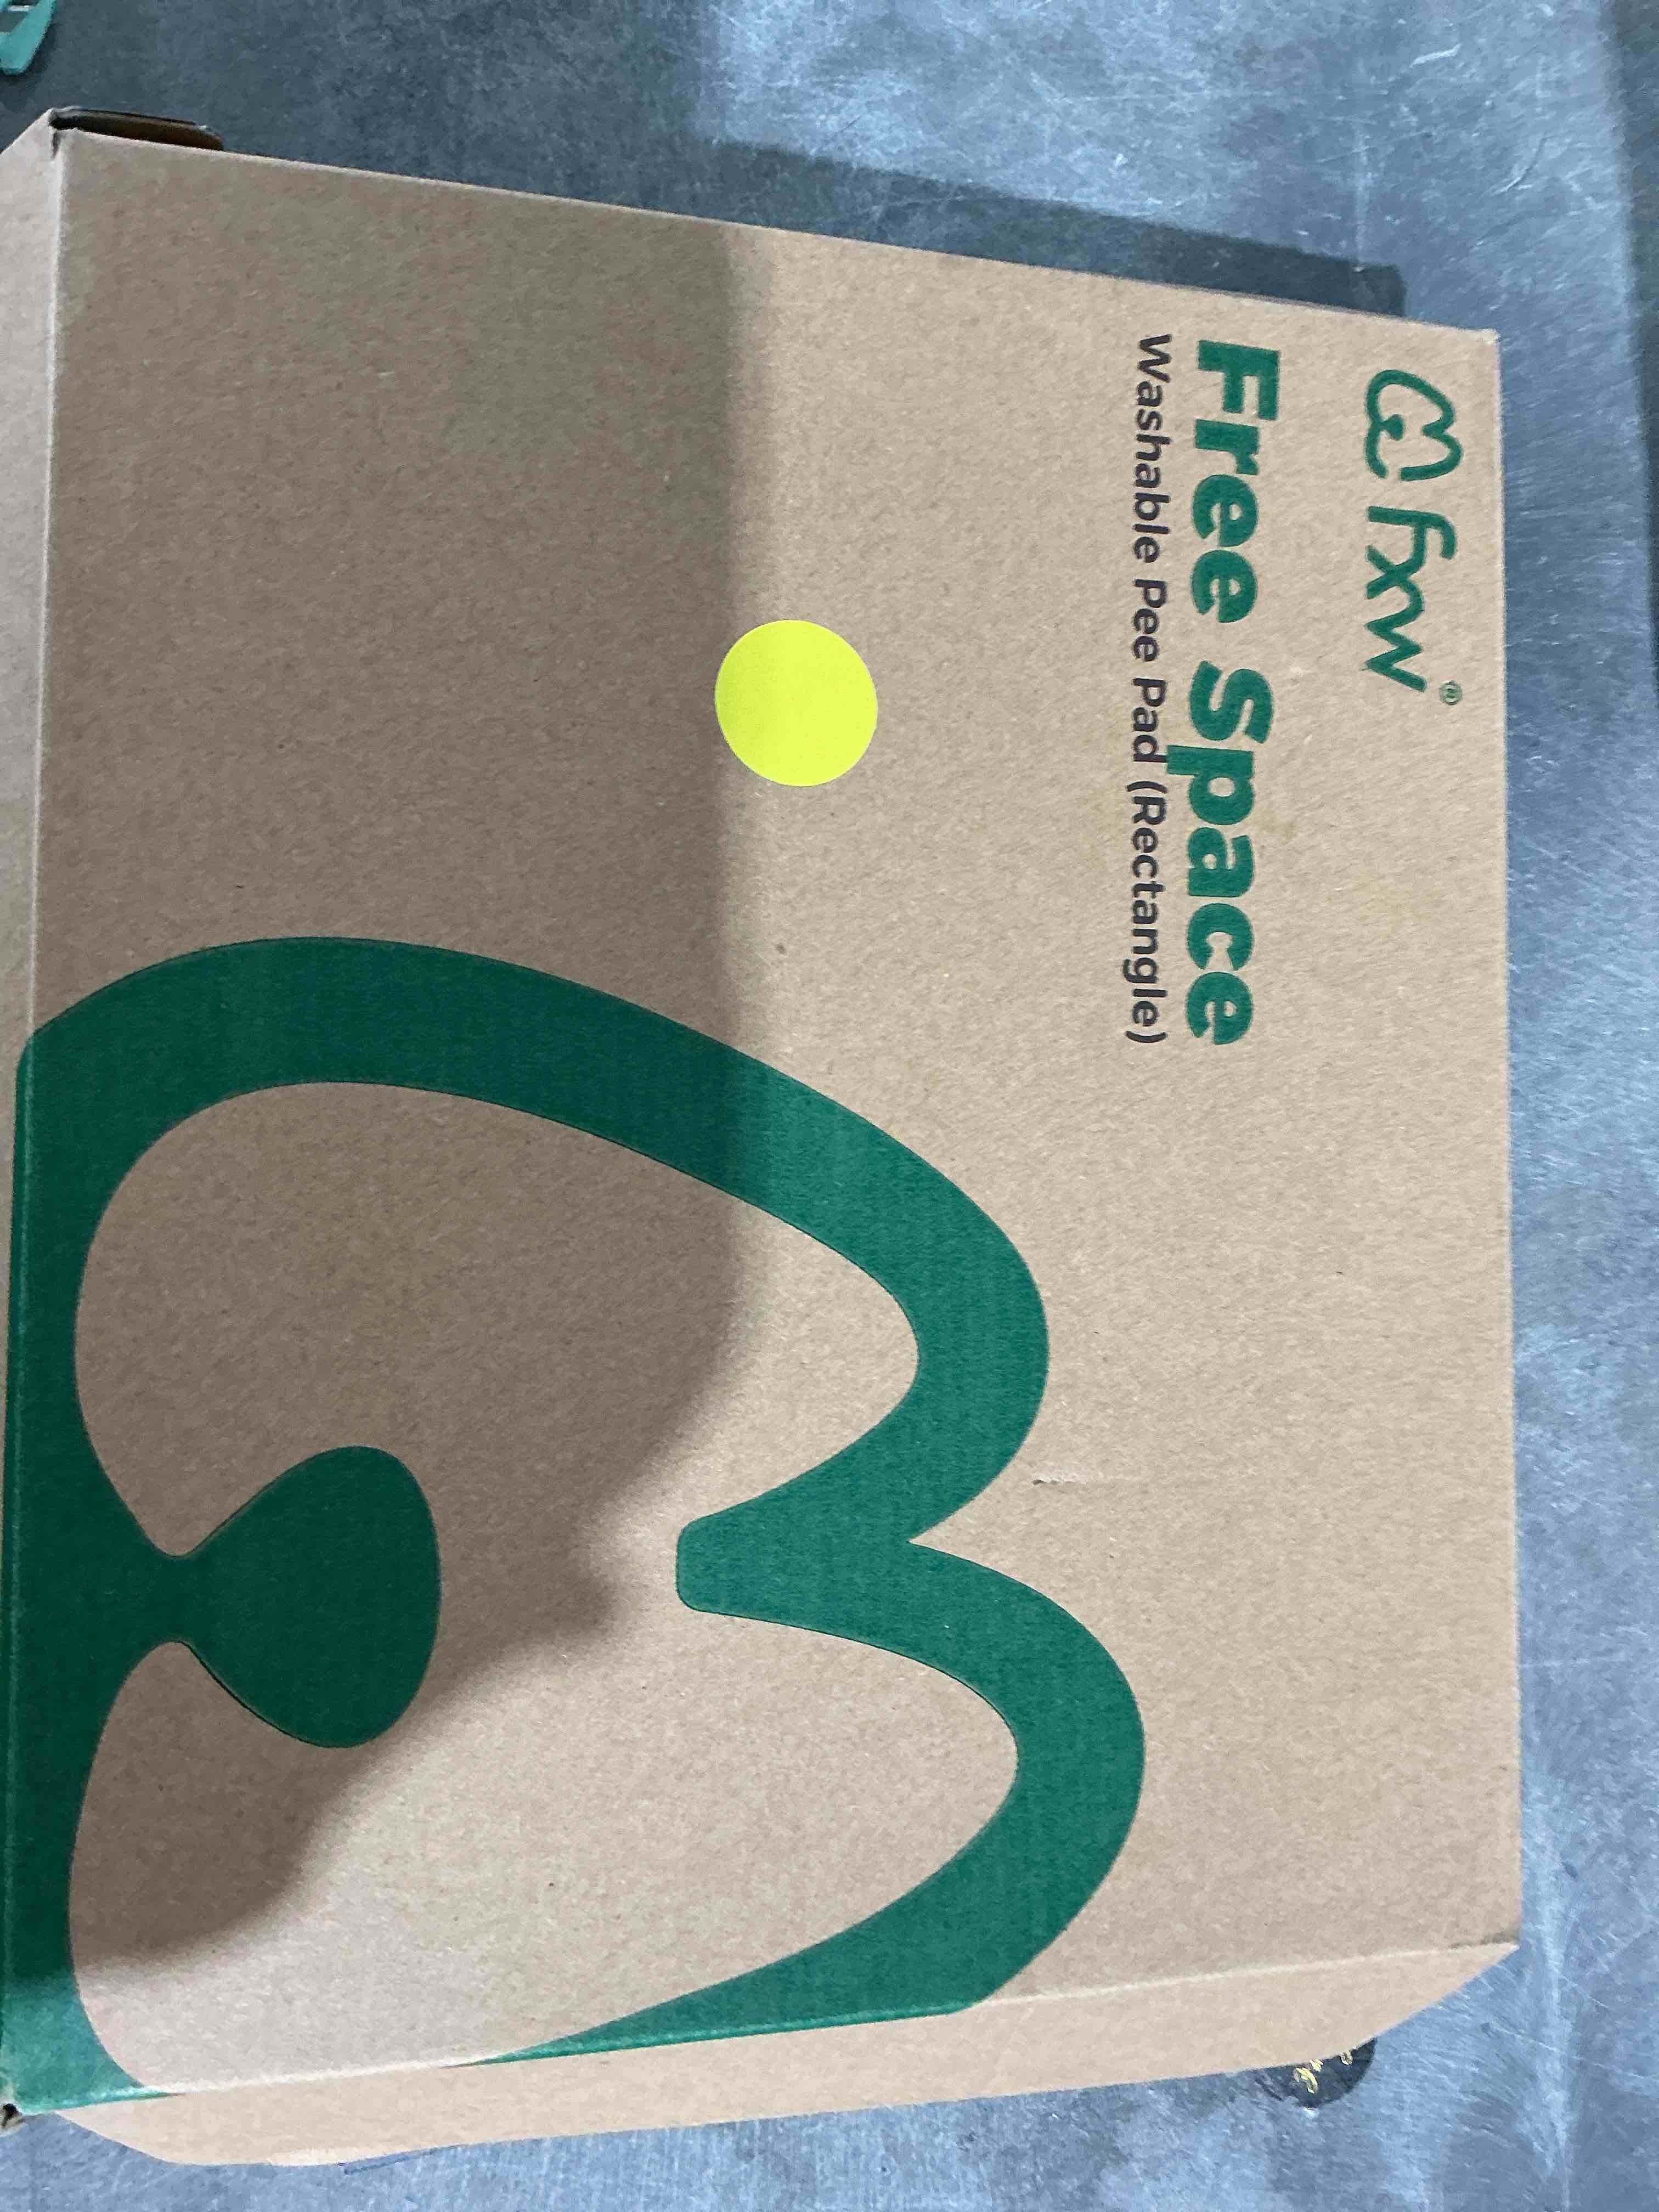 fxw®
Free Space
Washable Pee Pad (Rectangle)